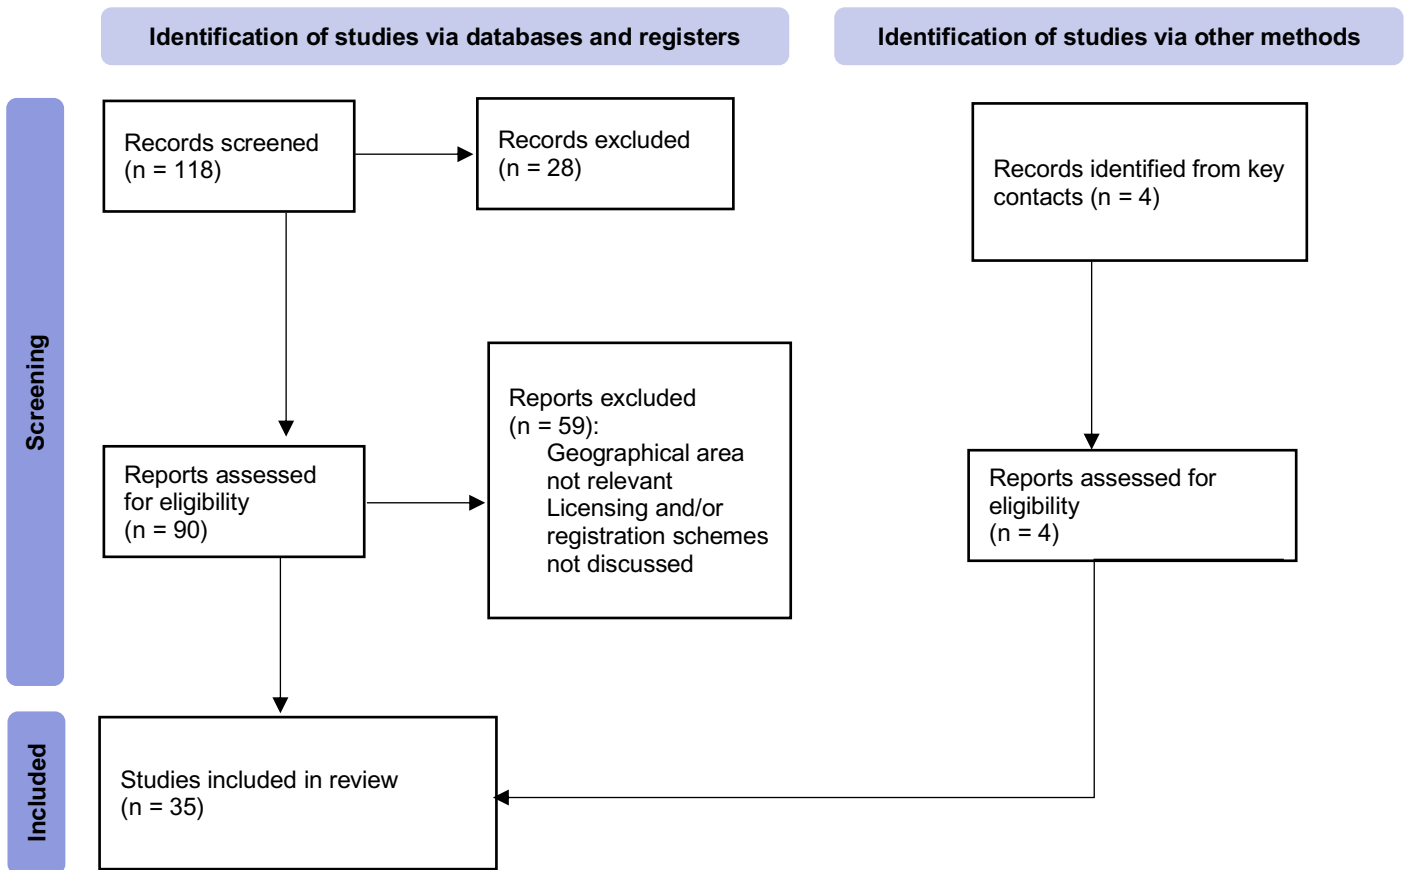 Identification of studies via databases and registers
Identification of studies via other methods
Screening
Records screened
(n = 118)
Records excluded
(n = 28)
Records identified from key
contacts (n = 4)
Reports assessed
for eligibility
(n = 90)
Reports excluded
(n = 59):
Geographical area
not relevant
Licensing and/or
registration schemes
not discussed
Reports assessed for
eligibility
(n = 4)
Included
Studies included in review
(n = 35)